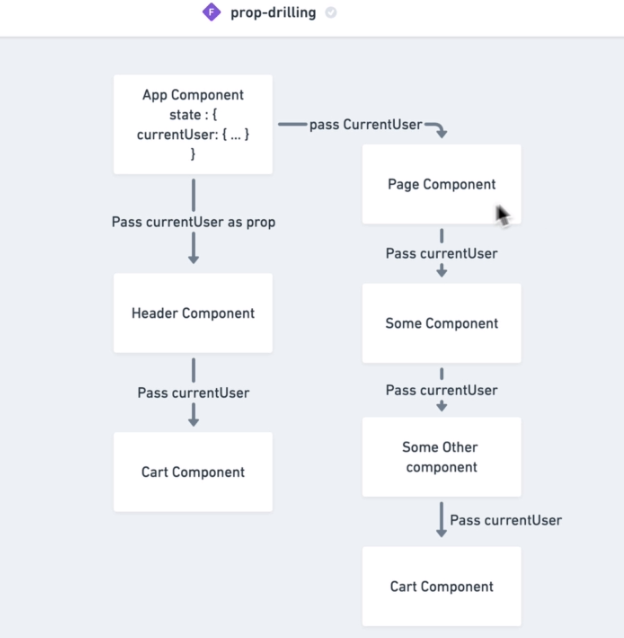 F prop-drilling
App Component
state : {
currentUser: { ... }
}
pass CurrentUser
Page Component
Pass currentUser as prop
Pass currentUser
Header Component
Some Component
Pass currentUser
Pass currentUser
Cart Component
Some Other
component
Pass currentUser
Cart Component